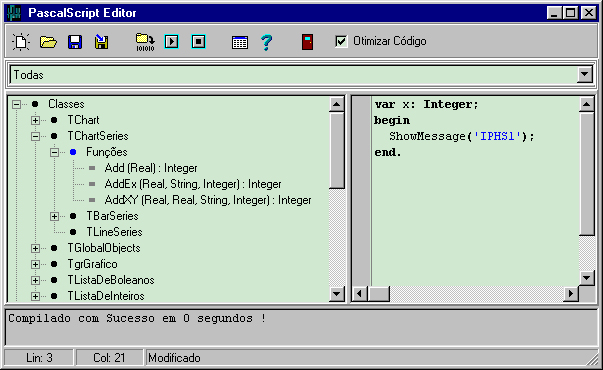 PascalScript Editor
Otimizar Código
Todas
Classes
TChart
TChartSeries
Funções
Add (Real) : Integer
AddEx (Real, String, Integer) : Integer
AddXY (Real, Real, String, Integer) : Integer
TBarSeries
TLineSeries
TGlobalObjects
TgrGrafico
TListaDeBoleanos
TListaDeInteiros
var x: Integer;
begin
ShowMessage('IPHS1');
end.
Compilado com Sucesso em 0 segundos !
Lin: 3 Col: 21 Modificado